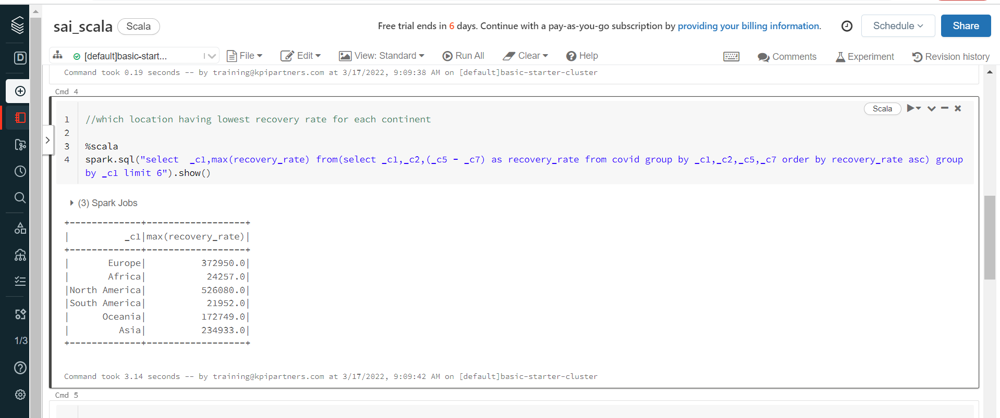 sai_scala Scala
Free trial ends in 6 days. Continue with a pay-as-you-go subscription by providing your billing information.
Schedule
Share
D
[default]basic-start...
File
Edit
View: Standard
Run All
Clear
Help
Comments
Experiment
Revision history
Command took 0.19 seconds -- by training@kpipartners.com at 3/17/2022, 9:09:38 AM on [default]basic-starter-cluster
Cmd 4
Scala
1 //which location having lowest recovery rate for each continent
2
3 %scala
4 spark.sql("select  _c1,max(recovery_rate) from(select _c1,_c2,(_c5 - _c7) as recovery_rate from covid group by _c1,_c2,_c5,_c7 order by recovery_rate asc) group
by _c1 limit 6").show()
(3) Spark Jobs
+-------------+------------------+
|          _c1|max(recovery_rate)|
+-------------+------------------+
|       Europe|          372950.0|
|       Africa|           24257.0|
|North America|          526080.0|
|South America|           21952.0|
|      Oceania|          172749.0|
|         Asia|          234933.0|
+-------------+------------------+
Command took 3.14 seconds -- by training@kpipartners.com at 3/17/2022, 9:09:42 AM on [default]basic-starter-cluster
Cmd 5
1/3